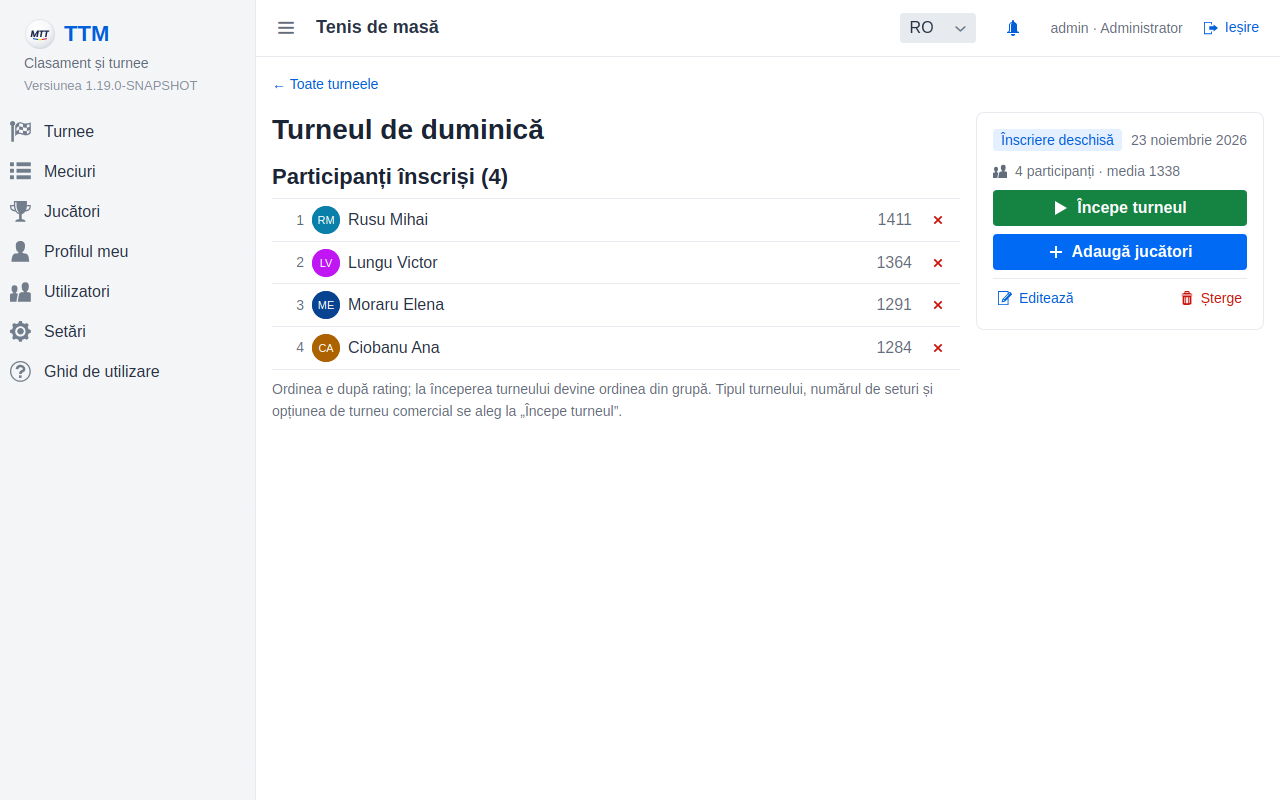 MTT
TTM
Clasament și turnee
Versiunea 1.19.0-SNAPSHOT
Turnee
Meciuri
Jucători
Profilul meu
Utilizatori
Setări
Ghid de utilizare
Tenis de masă
RO
admin · Administrator
Ieșire
← Toate turneele
Turneul de duminică
Participanți înscriși (4)
1 RM Rusu Mihai 1411
2 LV Lungu Victor 1364
3 ME Moraru Elena 1291
4 CA Ciobanu Ana 1284
Ordinea e după rating; la începerea turneului devine ordinea din grupă. Tipul turneului, numărul de seturi și
opțiunea de turneu comercial se aleg la „Începe turneul”.
Înscriere deschisă 23 noiembrie 2026
4 participanți · media 1338
Începe turneul
Adaugă jucători
Editează
Șterge